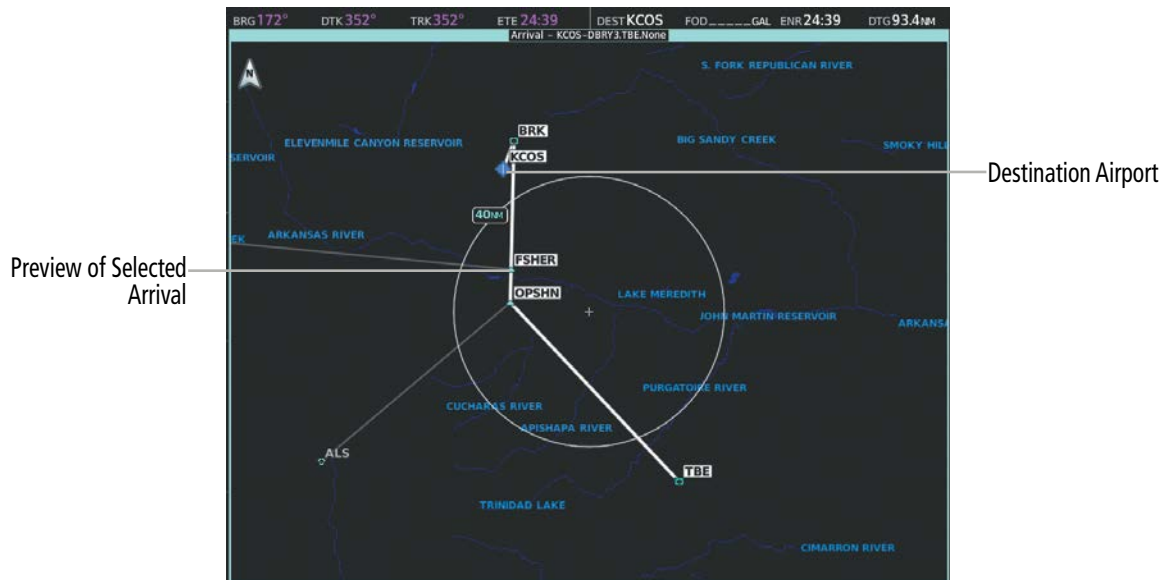 BRG 172° DTK 352° TRK 352° ETE 24:39 DEST KCOS FOD_____GAL ENR 24:39 DTG 93.4NM
Arrival – KCOS–DBRY3.TBE.None
N
S. FORK REPUBLICAN RIVER
BRK
ELEVENMILE CANYON RESERVOIR
BIG SANDY CREEK
SMOKY HILL
SERVOIR
KCOS
Destination Airport
40NM
ARKANSAS RIVER
EK
FSHER
Preview of Selected
Arrival
OPSHN
LAKE MEREDITH
JOHN MARTIN RESERVOIR
ARKANSA
PURGATOIRE RIVER
CUCHARAS RIVER
APISHAPA RIVER
ALS
TBE
TRINIDAD LAKE
CIMARRON RIVER